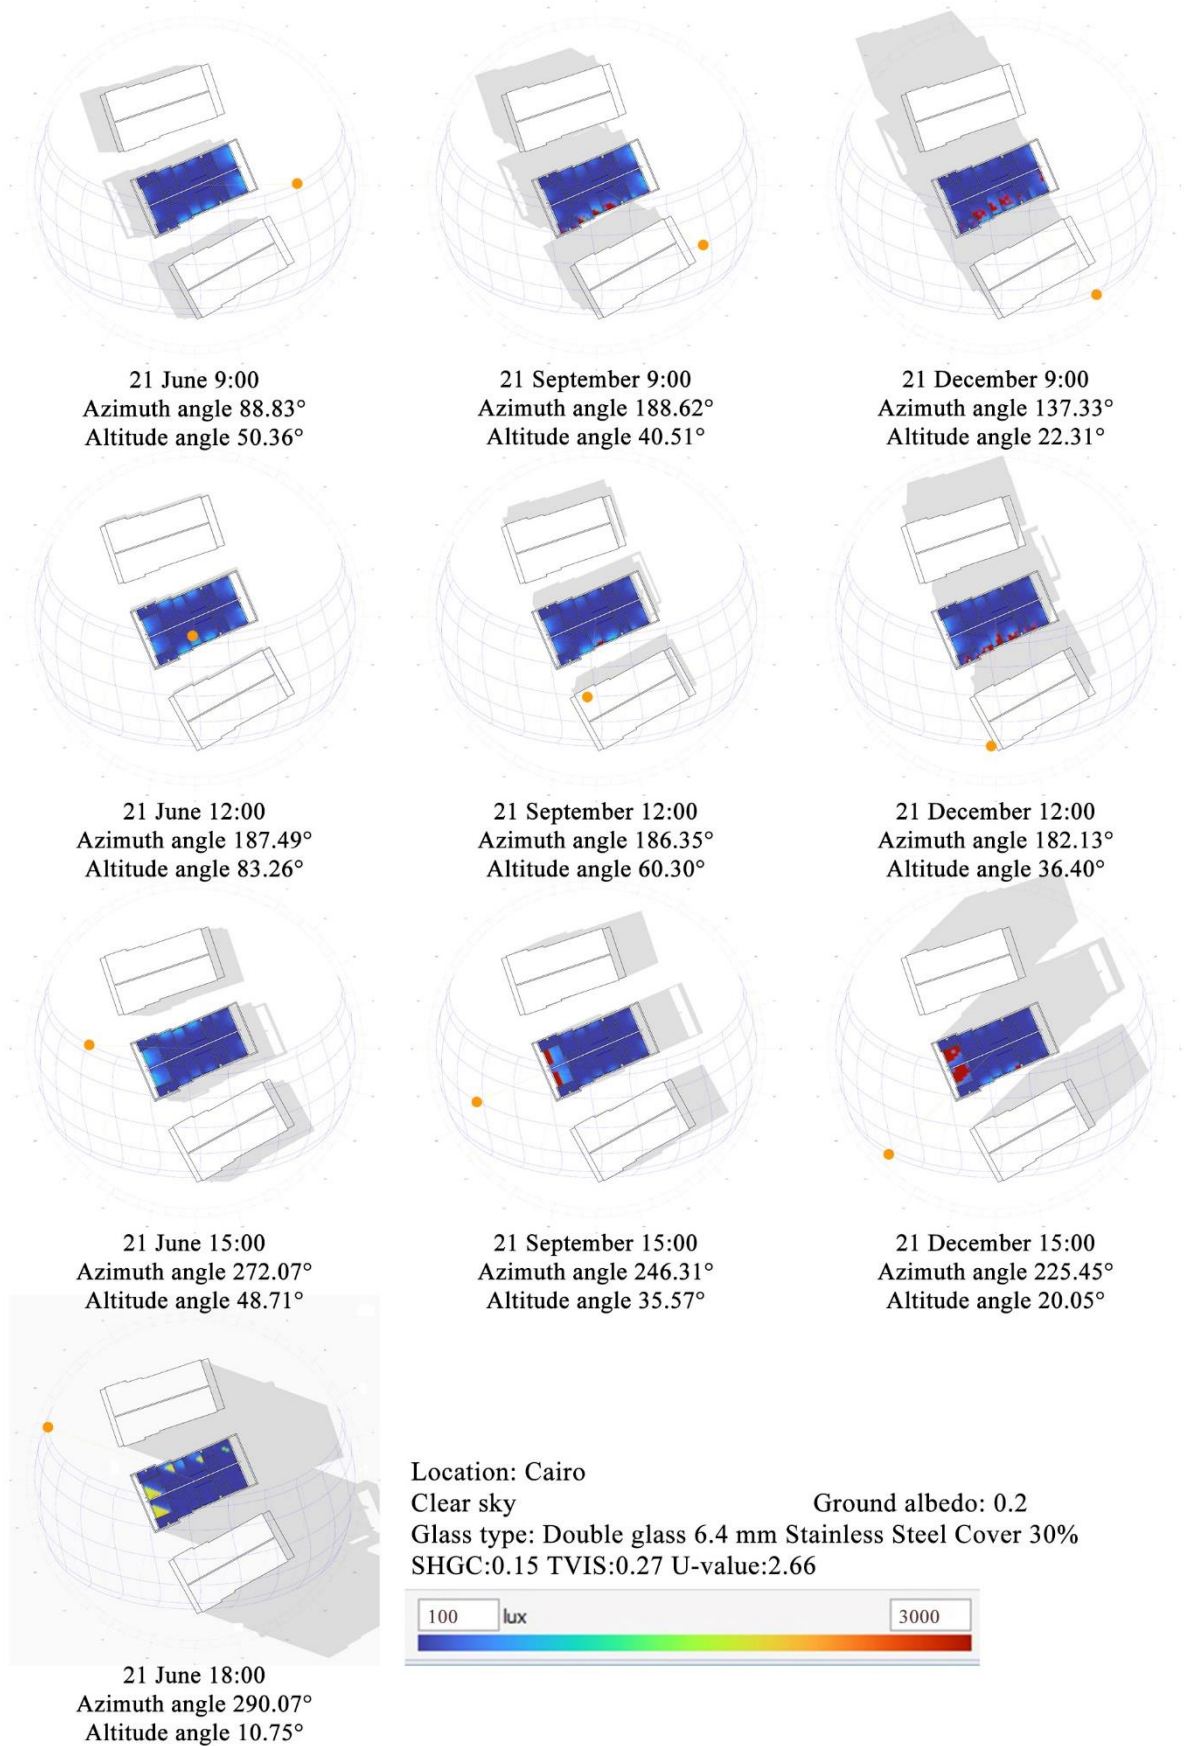 21 June 9:00
Azimuth angle 88.83°
Altitude angle 50.36°
21 September 9:00
Azimuth angle 188.62°
Altitude angle 40.51°
21 December 9:00
Azimuth angle 137.33°
Altitude angle 22.31°
21 June 12:00
Azimuth angle 187.49°
Altitude angle 83.26°
21 September 12:00
Azimuth angle 186.35°
Altitude angle 60.30°
21 December 12:00
Azimuth angle 182.13°
Altitude angle 36.40°
21 June 15:00
Azimuth angle 272.07°
Altitude angle 48.71°
21 September 15:00
Azimuth angle 246.31°
Altitude angle 35.57°
21 December 15:00
Azimuth angle 225.45°
Altitude angle 20.05°
21 June 18:00
Azimuth angle 290.07°
Altitude angle 10.75°
Location: Cairo
Clear sky Ground albedo: 0.2
Glass type: Double glass 6.4 mm Stainless Steel Cover 30%
SHGC:0.15 TVIS:0.27 U-value:2.66
100 lux 3000